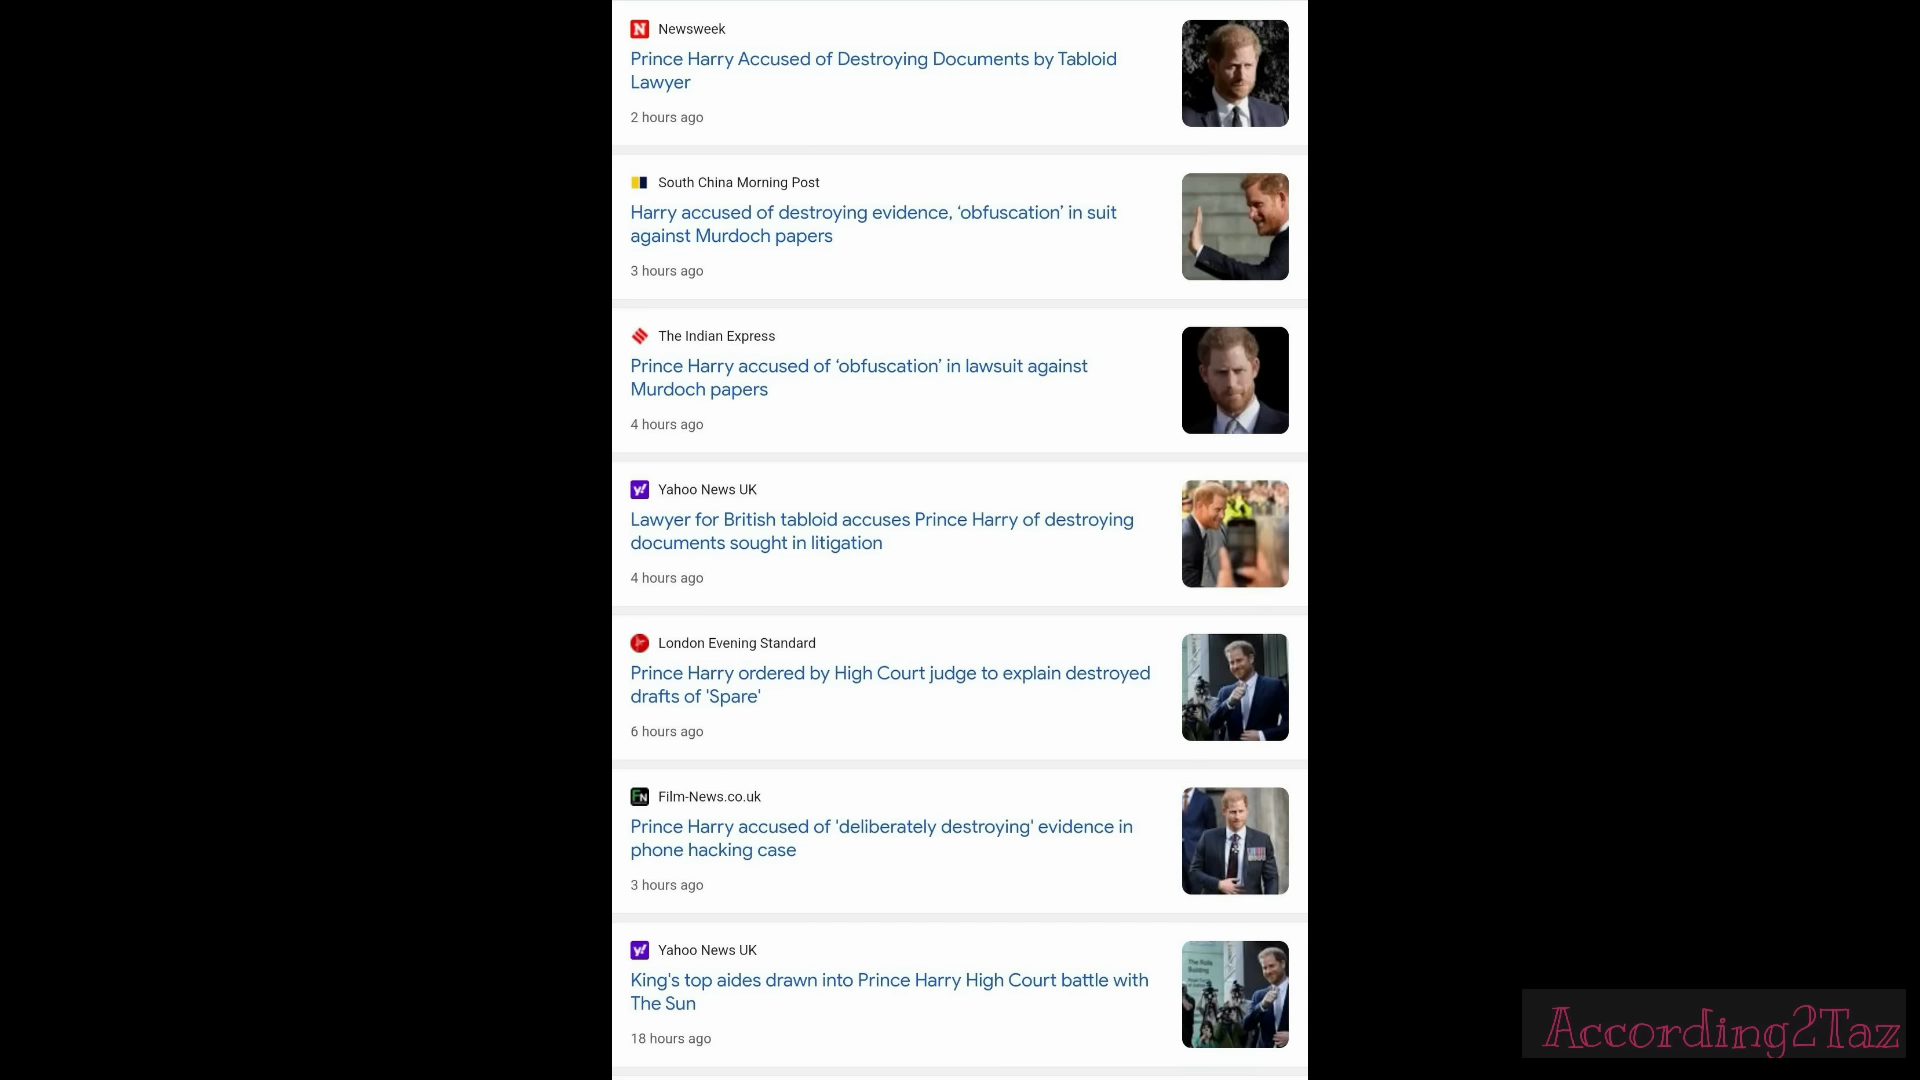 Newsweek
Prince Harry Accused of Destroying Documents by Tabloid
Lawyer
2 hours ago
South China Morning Post
Harry accused of destroying evidence, ‘obfuscation’ in suit
against Murdoch papers
3 hours ago
The Indian Express
Prince Harry accused of ‘obfuscation’ in lawsuit against
Murdoch papers
4 hours ago
Yahoo News UK
Lawyer for British tabloid accuses Prince Harry of destroying
documents sought in litigation
4 hours ago
London Evening Standard
Prince Harry ordered by High Court judge to explain destroyed
drafts of 'Spare'
6 hours ago
Film-News.co.uk
Prince Harry accused of 'deliberately destroying' evidence in
phone hacking case
3 hours ago
Yahoo News UK
King's top aides drawn into Prince Harry High Court battle with
The Sun
18 hours ago
According2Taz